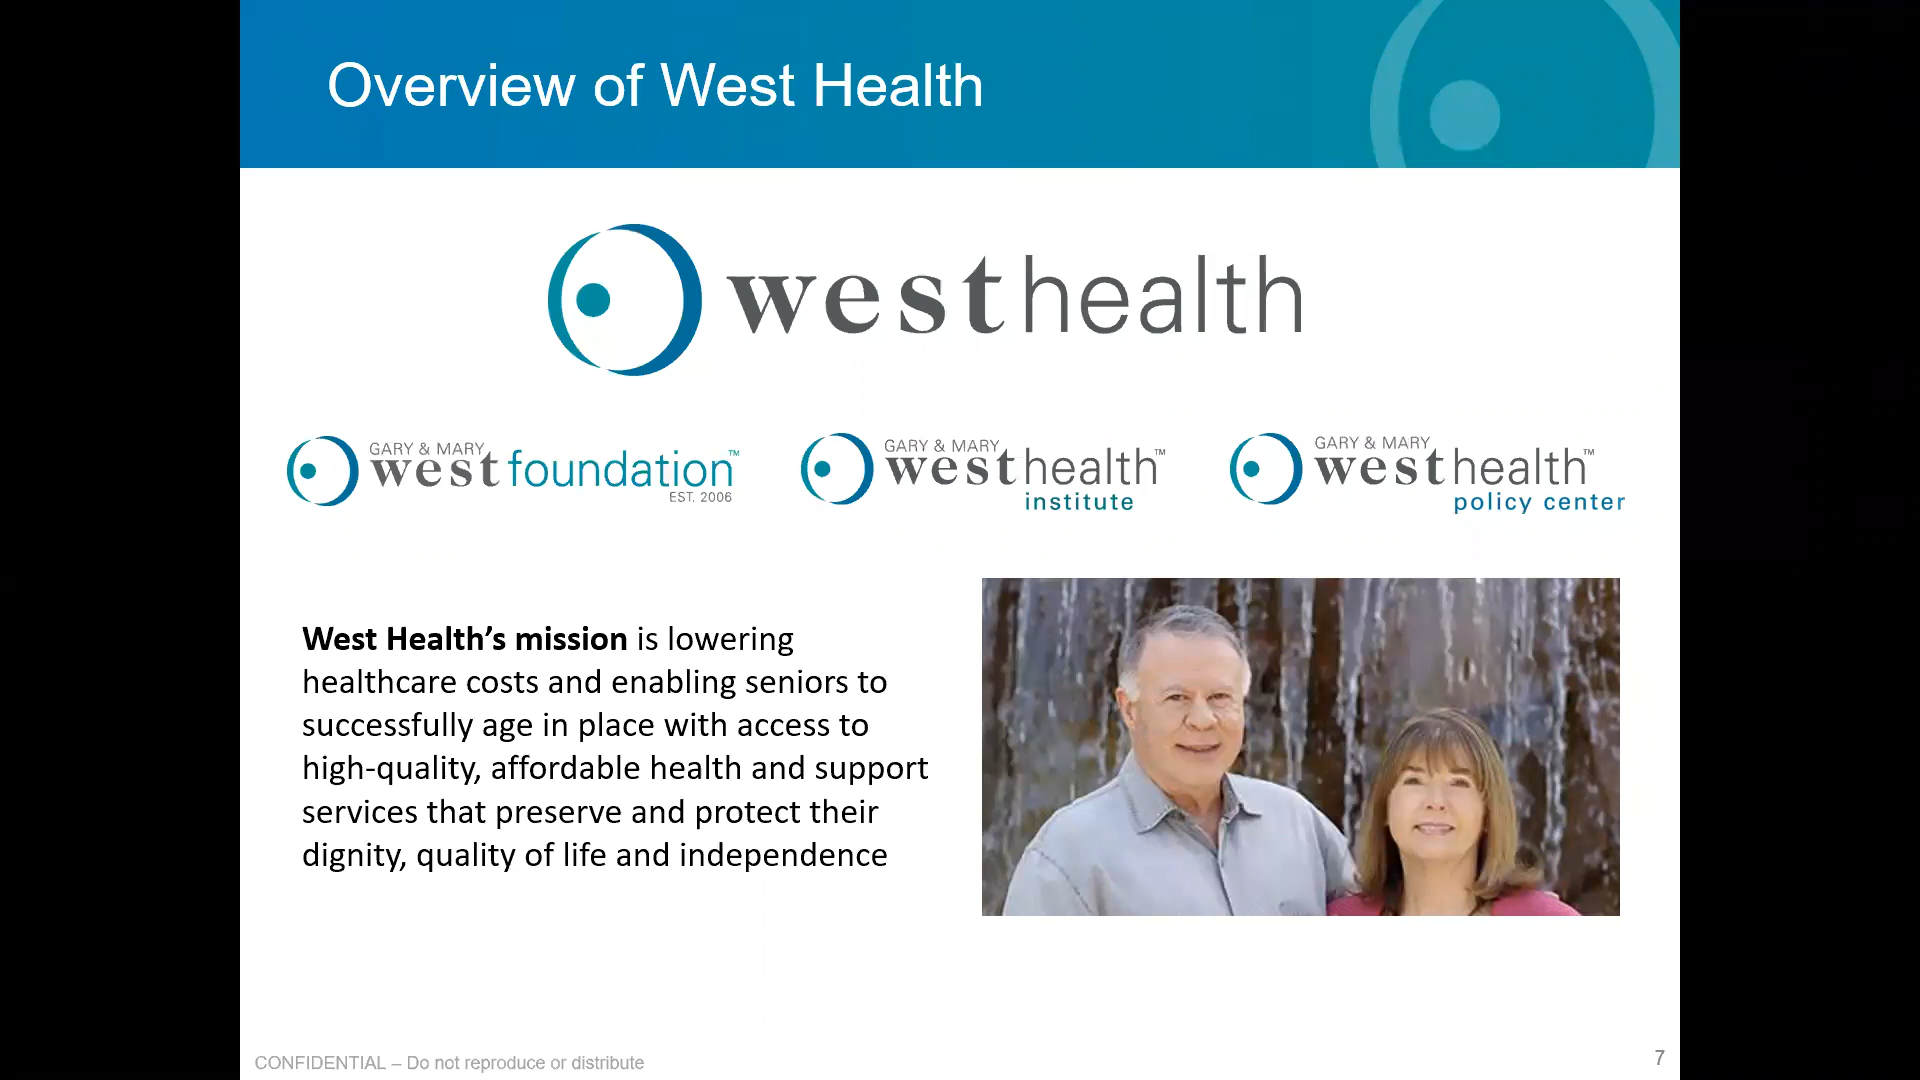 Overview of West Health
westhealth
GARY & MARY
westfoundation™
EST. 2006
GARY & MARY
westhealth™
institute
GARY & MARY
westhealth™
policy center
West Health’s mission is lowering
healthcare costs and enabling seniors to
successfully age in place with access to
high-quality, affordable health and support
services that preserve and protect their
dignity, quality of life and independence
CONFIDENTIAL – Do not reproduce or distribute
7